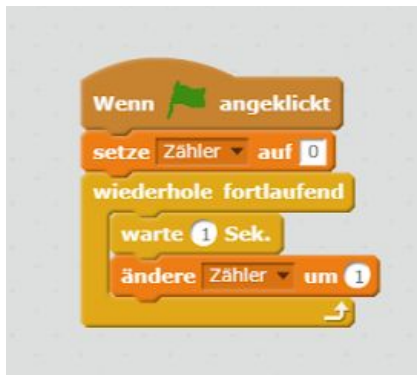 Wenn angeklickt
setze Zähler auf 0
wiederhole fortlaufend
warte 1 Sek.
ändere Zähler um 1